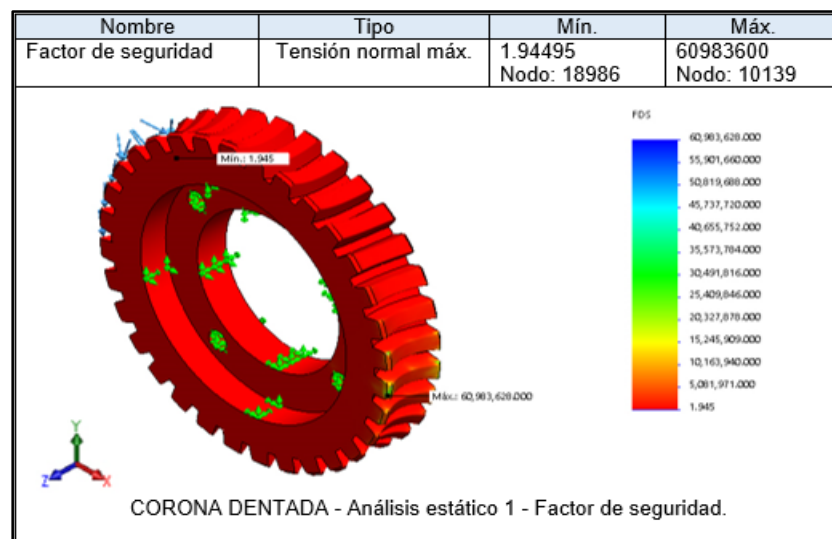 Nombre Tipo Mín. Máx.
Factor de seguridad Tensión normal máx. 1.94495 60983600
Nodo: 18986 Nodo: 10139
FDS
60,983,628.000
55,901,660.000
50,819,688.000
45,737,720.000
40,655,752.000
35,573,784.000
30,491,816.000
25,409,846.000
20,327,878.000
15,245,909.000
10,163,940.000
5,081,971.000
1.945
Mín.: 1.945
Máx.: 60,983,628.000
Y
Z
X
CORONA DENTADA - Análisis estático 1 - Factor de seguridad.